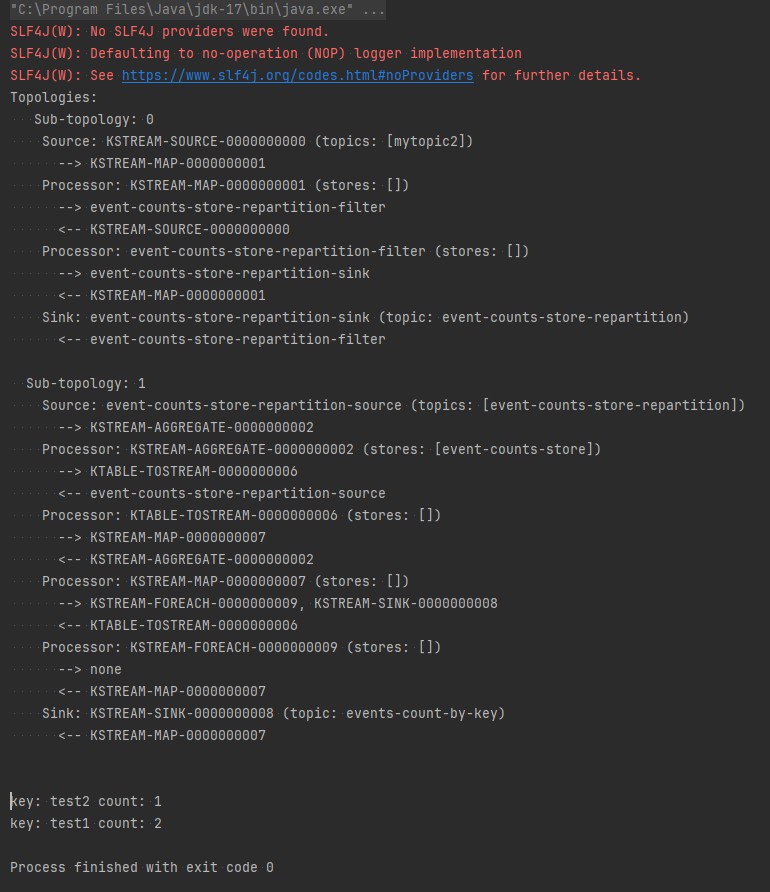 "C:\Program Files\Java\jdk-17\bin\java.exe" ...
SLF4J(W): No SLF4J providers were found.
SLF4J(W): Defaulting to no-operation (NOP) logger implementation
SLF4J(W): See https://www.slf4j.org/codes.html#noProviders for further details.
Topologies:
   Sub-topology: 0
    Source: KSTREAM-SOURCE-0000000000 (topics: [mytopic2])
      --> KSTREAM-MAP-0000000001
    Processor: KSTREAM-MAP-0000000001 (stores: [])
      --> event-counts-store-repartition-filter
      <-- KSTREAM-SOURCE-0000000000
    Processor: event-counts-store-repartition-filter (stores: [])
      --> event-counts-store-repartition-sink
      <-- KSTREAM-MAP-0000000001
    Sink: event-counts-store-repartition-sink (topic: event-counts-store-repartition)
      <-- event-counts-store-repartition-filter

  Sub-topology: 1
    Source: event-counts-store-repartition-source (topics: [event-counts-store-repartition])
      --> KSTREAM-AGGREGATE-0000000002
    Processor: KSTREAM-AGGREGATE-0000000002 (stores: [event-counts-store])
      --> KTABLE-TOSTREAM-0000000006
      <-- event-counts-store-repartition-source
    Processor: KTABLE-TOSTREAM-0000000006 (stores: [])
      --> KSTREAM-MAP-0000000007
      <-- KSTREAM-AGGREGATE-0000000002
    Processor: KSTREAM-MAP-0000000007 (stores: [])
      --> KSTREAM-FOREACH-0000000009, KSTREAM-SINK-0000000008
      <-- KTABLE-TOSTREAM-0000000006
    Processor: KSTREAM-FOREACH-0000000009 (stores: [])
      --> none
      <-- KSTREAM-MAP-0000000007
    Sink: KSTREAM-SINK-0000000008 (topic: events-count-by-key)
      <-- KSTREAM-MAP-0000000007

key: test2 count: 1
key: test1 count: 2

Process finished with exit code 0